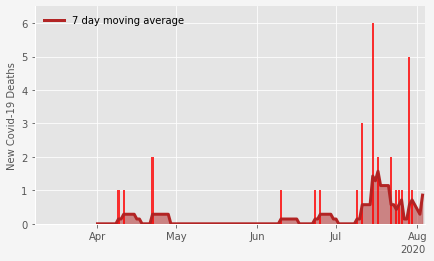 7 day moving average
New Covid-19 Deaths
6
5
4
3
2
1
0
Apr
May
Jun
Jul
Aug
2020